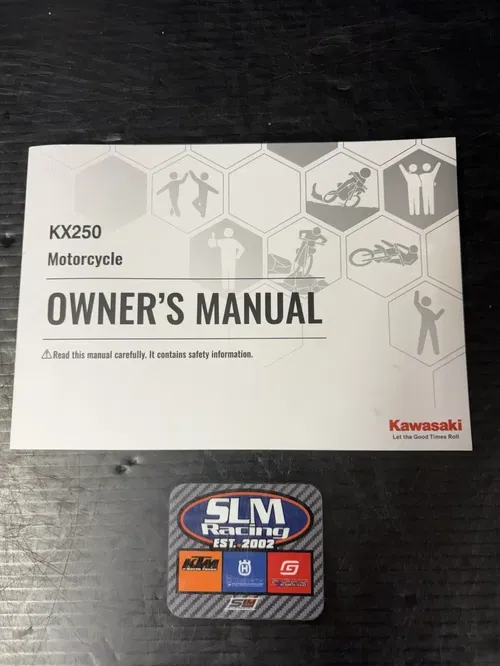 KX250
Motorcycle
OWNER'S MANUAL
⚠Read this manual carefully. It contains safety information.
Kawasaki
Let the Good Times Roll
SLM
Racing
EST. 2002
KTM